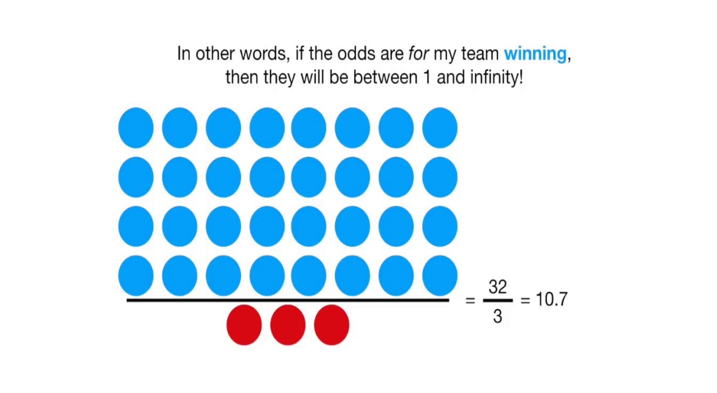 In other words, if the odds are for my team winning,
then they will be between 1 and infinity!
= 32/3 = 10.7